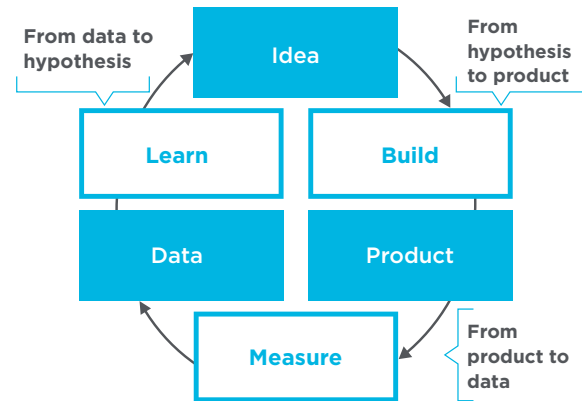 From data to
hypothesis
Idea
From
hypothesis
to product
Learn
Build
Data
Product
Measure
From
product to
data